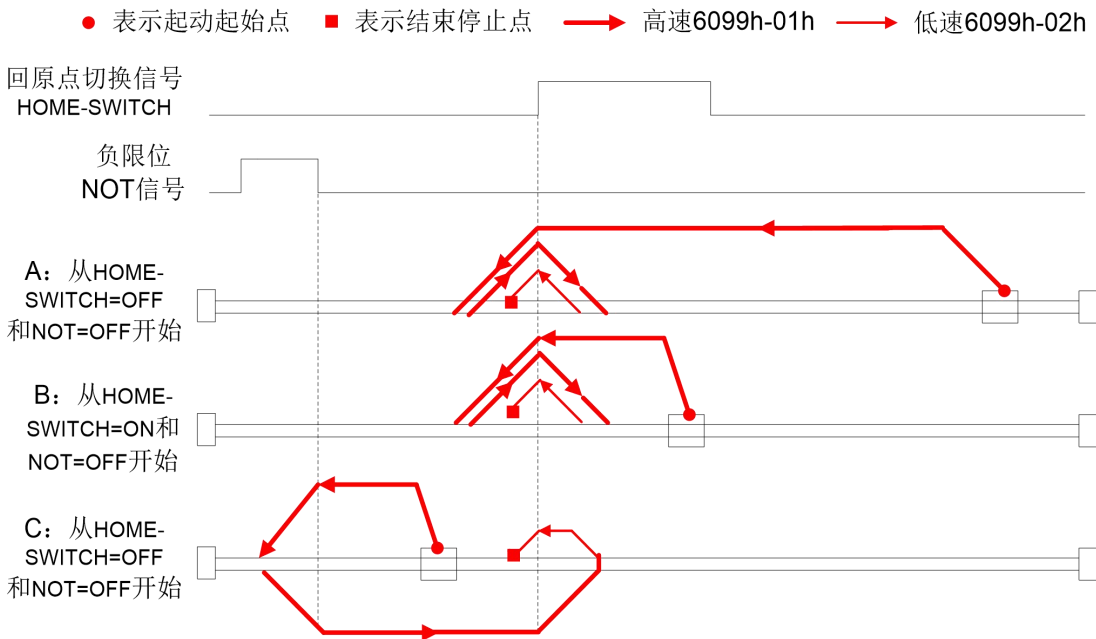 表示起动起始点 表示结束停止点 高速6099h-01h 低速6099h-02h
回原点切换信号
HOME-SWITCH
负限位
NOT信号
A：从HOME-
SWITCH=OFF
和NOT=OFF开始
B：从HOME-
SWITCH=ON和
NOT=OFF开始
C：从HOME-
SWITCH=OFF
和NOT=OFF开始